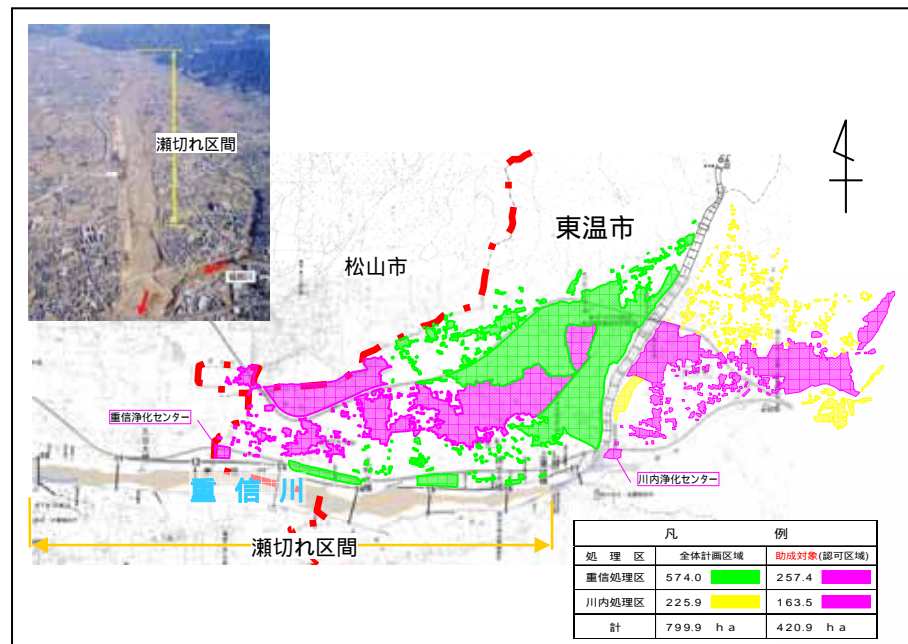 瀬切れ区間
東温市
松山市
重信浄化センター
川内浄化センター
重信川
瀬切れ区間
凡 例
処理区 全体計画区域 助成対象(認可区域)
重信処理区 574.0 257.4
川内処理区 225.9 163.5
計 799.9 ha 420.9 ha